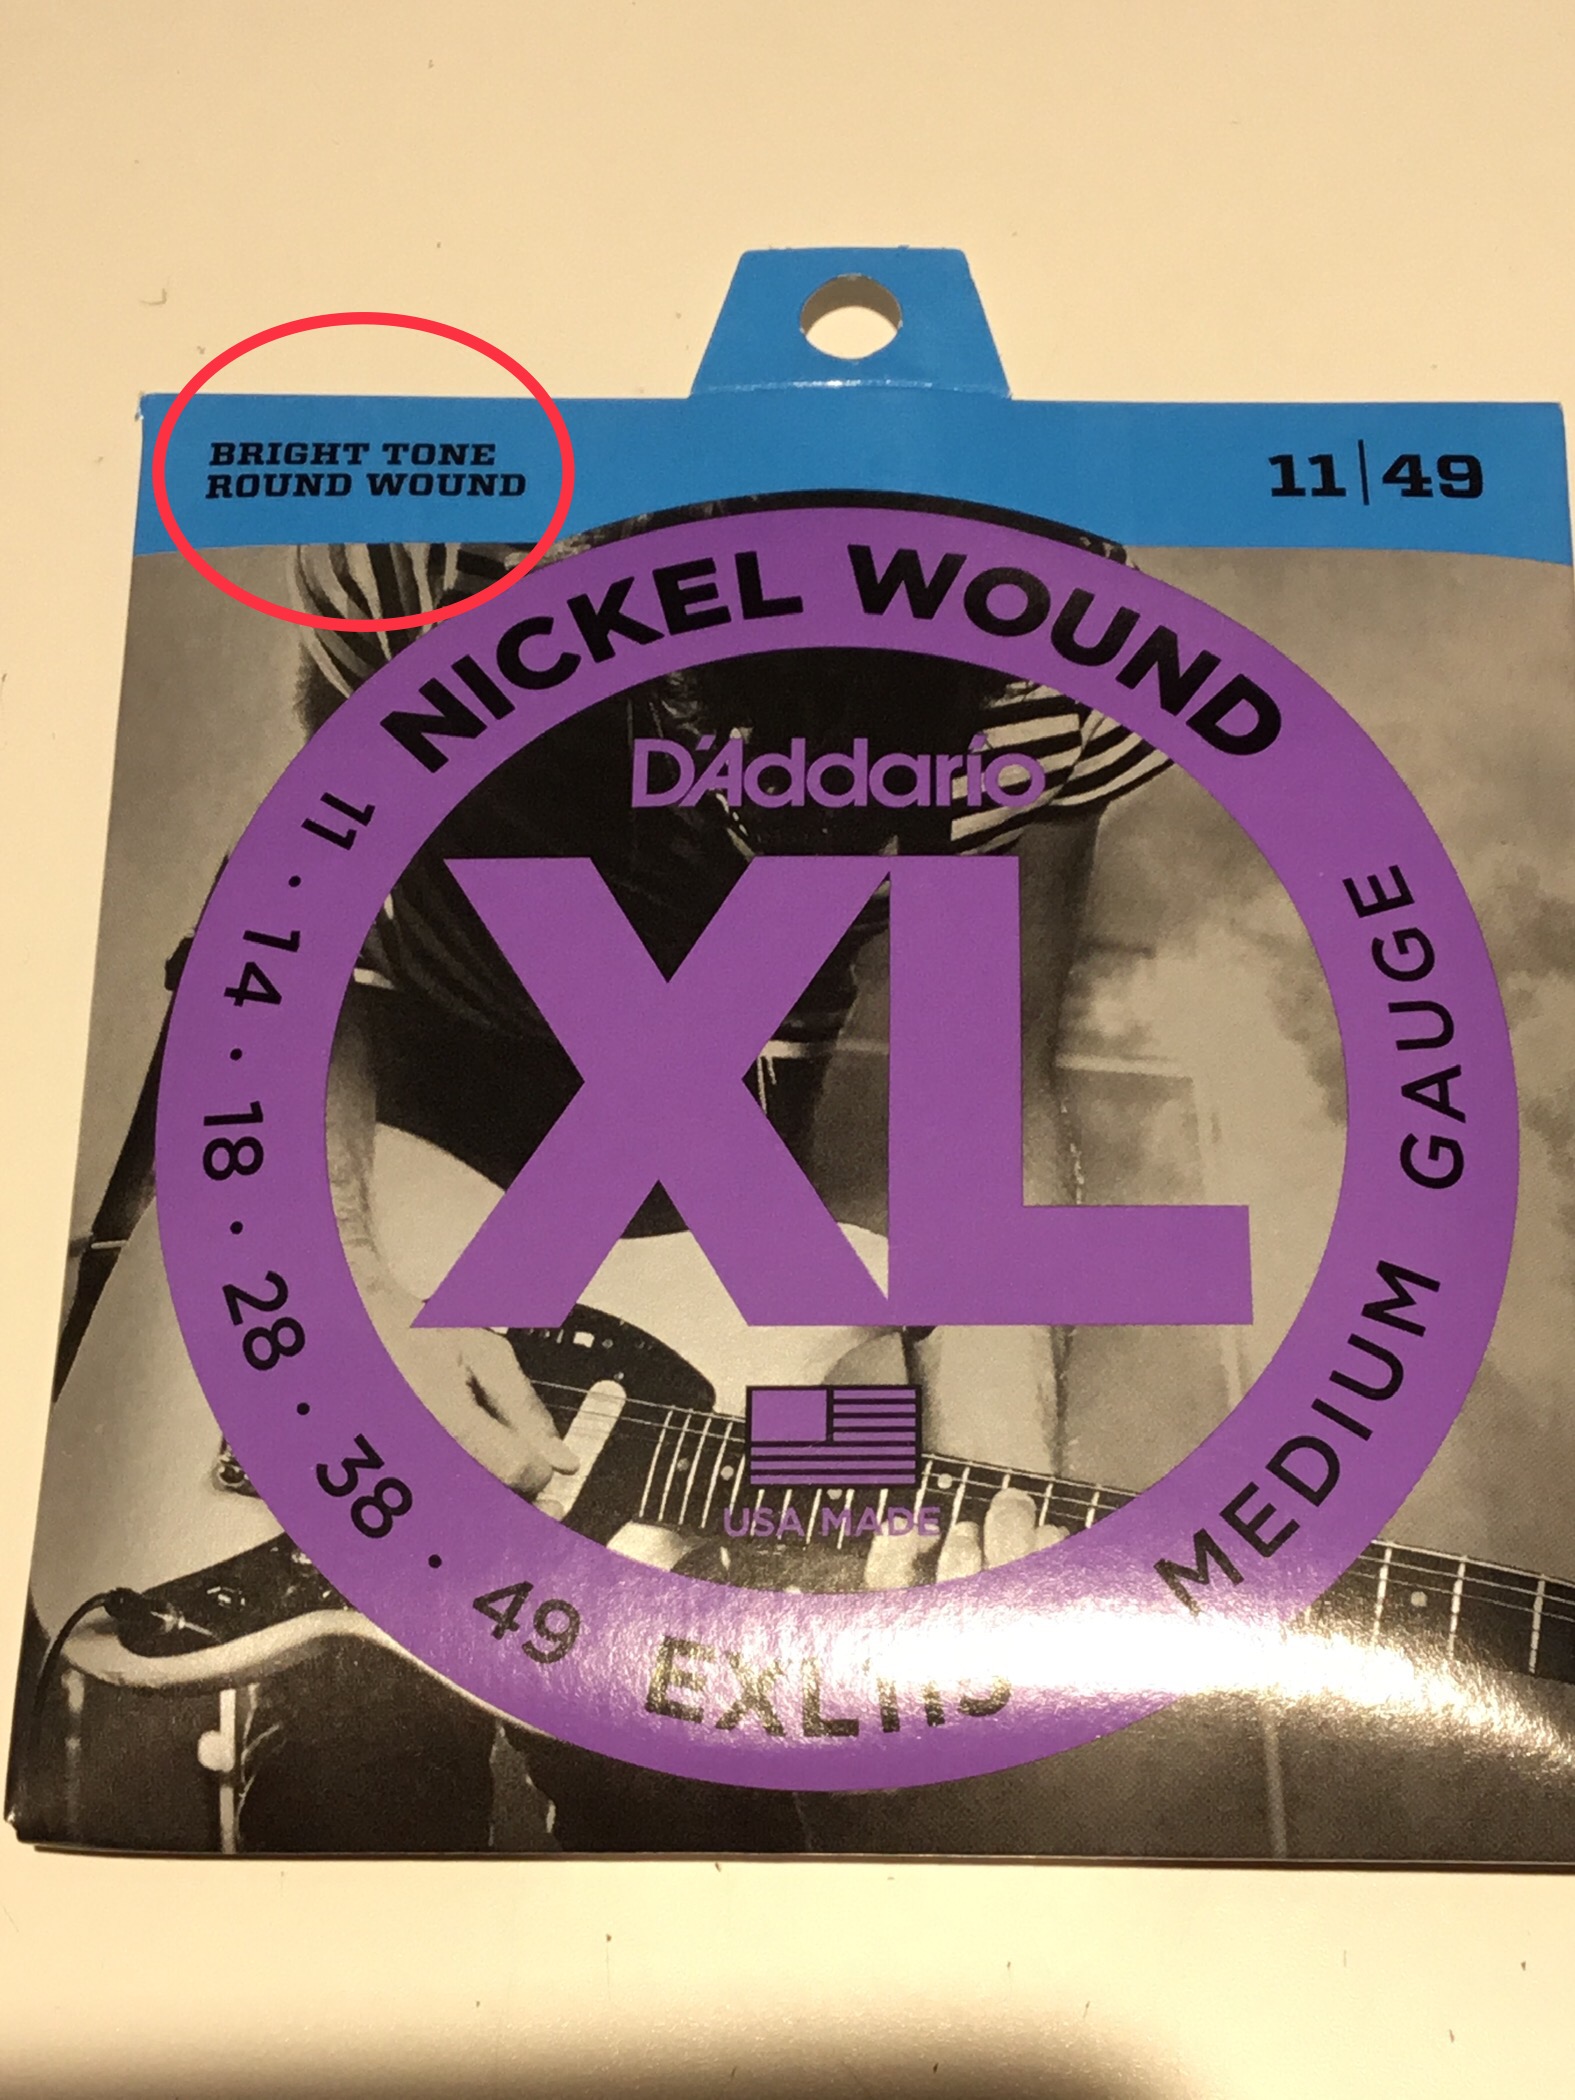 BRIGHT TONE
ROUND WOUND
11|49
NICKEL WOUND
D'Addario
XL
USA MADE
11 · 14 · 18 · 28 · 38 · 49
EXL115
MEDIUM GAUGE